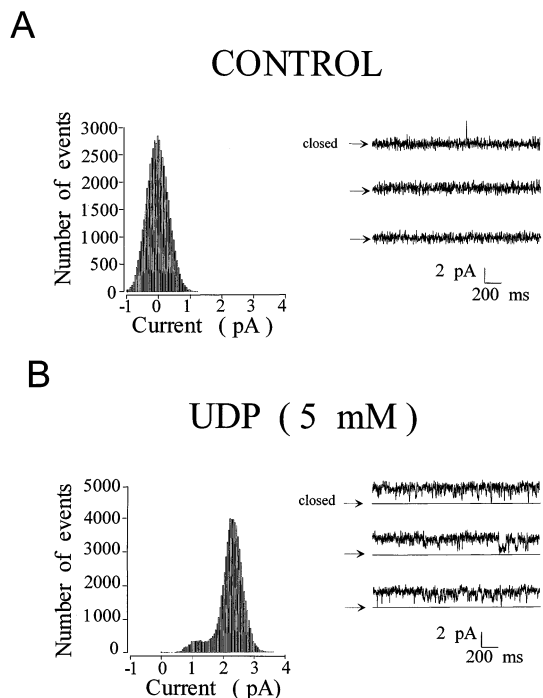 A
CONTROL
3000
2500
2000
1500
1000
500
0
Number of events
-1 0 1 2 3 4
Current ( pA )
closed
2 pA
200 ms
B
UDP ( 5 mM )
5000
4000
3000
2000
1000
0
Number of events
-1 0 1 2 3 4
Current ( pA )
closed
2 pA
200 ms